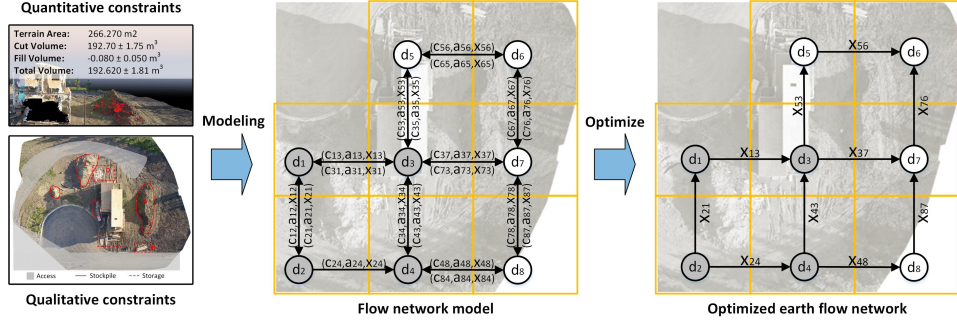 Quantitative constraints
Terrain Area: 266.270 m2
Cut Volume: 192.70 ± 1.75 m³
Fill Volume: -0.080 ± 0.050 m³
Total Volume: 192.620 ± 1.81 m³
Access Stockpile Storage
Qualitative constraints
Modeling
d5 (c56,a56,x56) d6
(c65,a65,x65)
(c53,a53,x53)
(c35,a35,x35)
(c67,a67,x67)
(c76,a76,x76)
d1 (c13,a13,x13) d3 (c37,a37,x37) d7
(c31,a31,x31) (c73,a73,x73)
(c12,a12,x12)
(c21,a21,x21)
(c34,a34,x34)
(c43,a43,x43)
(c78,a78,x78)
(c87,a87,x87)
d2 (c24,a24,x24) d4 (c48,a48,x48) d8
(c84,a84,x84)
Flow network model
Optimize
d5 x56 d6
x53 x76
d1 x13 d3 x37 d7
x21 x43 x87
d2 x24 d4 x48 d8
Optimized earth flow network